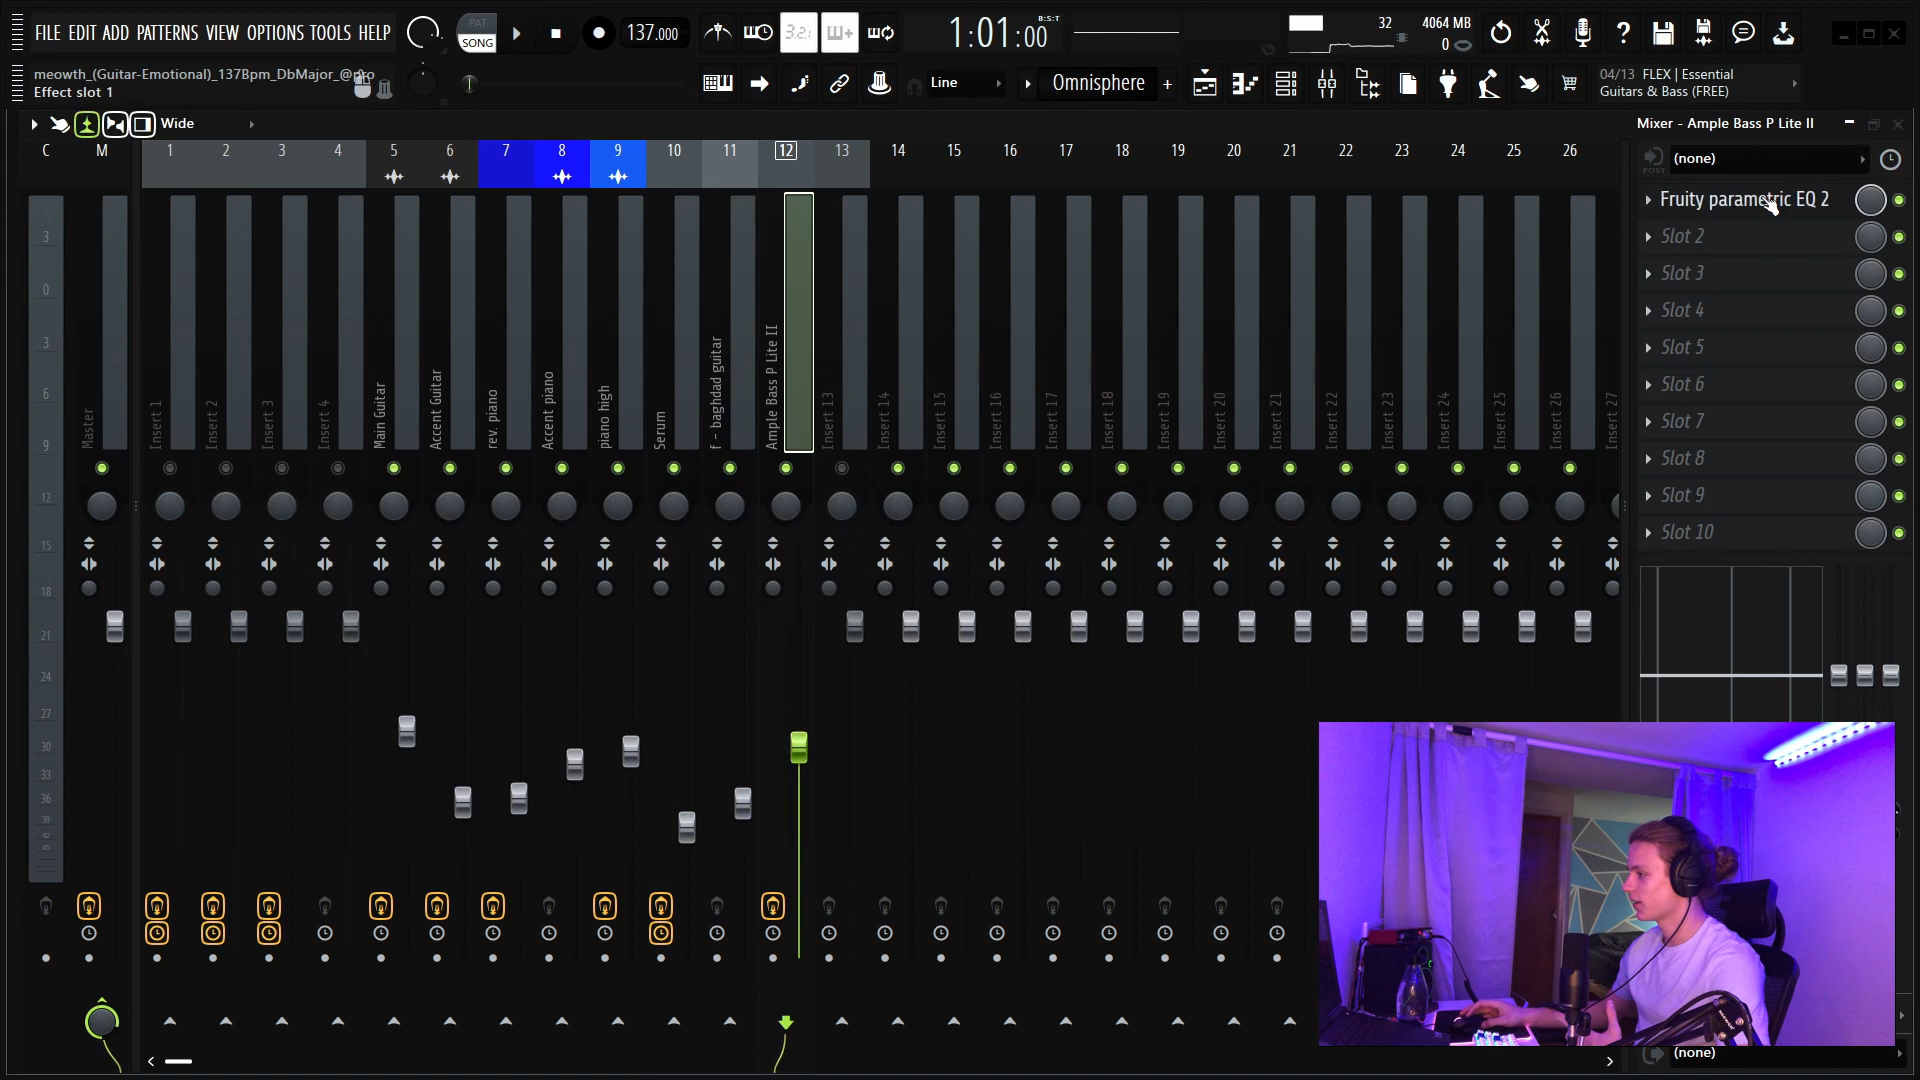 FILE EDIT ADD PATTERNS VIEW OPTIONS TOOLS HELP
PAT
SONG
137.000
3.2.
1:01:00
B:S:T
32
4064 MB
0
meowth_(Guitar-Emotional)_137Bpm_DbMajor_@p
Effect slot 1
Line
Omnisphere
04/13 FLEX | Essential
Guitars & Bass (FREE)
Wide
Mixer - Ample Bass P Lite II
C M 1 2 3 4 5 6 7 8 9 10 11 12 13 14 15 16 17 18 19 20 21 22 23 24 25 26
POST
(none)
Fruity parametric EQ 2
Slot 2
Slot 3
Slot 4
Slot 5
Slot 6
Slot 7
Slot 8
Slot 9
Slot 10
3
0
3
6
9
12
15
18
21
24
27
30
33
36
39
Master
Insert 1
Insert 2
Insert 3
Insert 4
Main Guitar
Accent Guitar
rev. piano
Accent piano
piano high
Serum
f - baghdad guitar
Ample Bass P Lite II
Insert 13
Insert 14
Insert 15
Insert 16
Insert 17
Insert 18
Insert 19
Insert 20
Insert 21
Insert 22
Insert 23
Insert 24
Insert 25
Insert 26
Insert 27
(none)